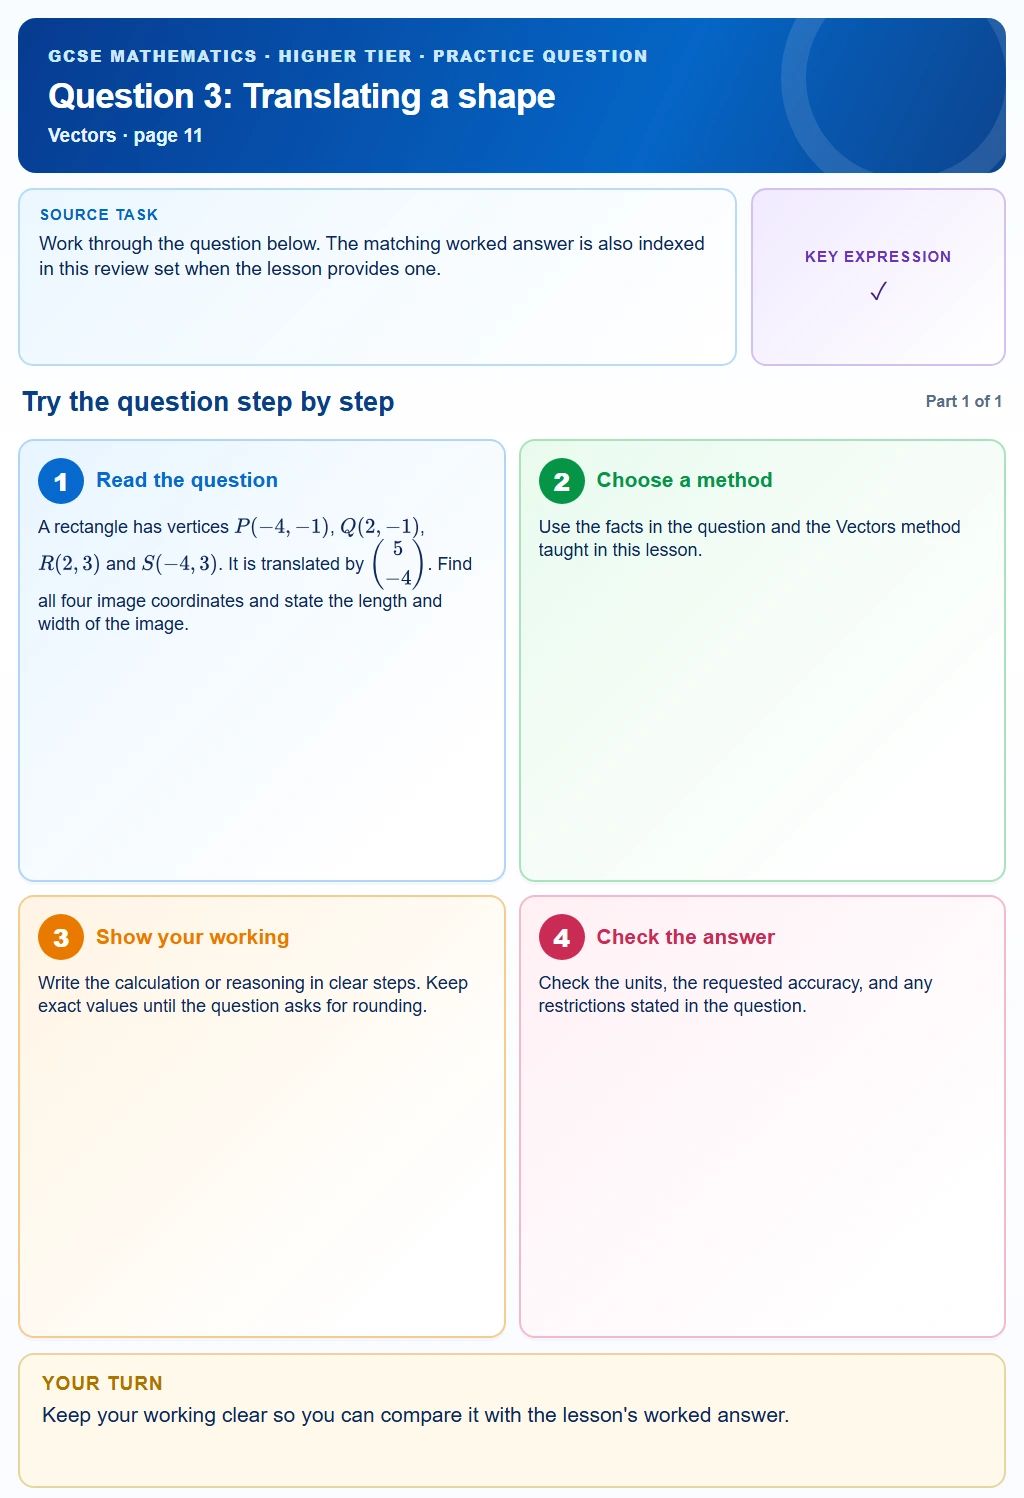 GCSE MATHEMATICS · HIGHER TIER · PRACTICE QUESTION
Question 3: Translating a shape
Vectors · page 11
SOURCE TASK
Work through the question below. The matching worked answer is also indexed
in this review set when the lesson provides one.
KEY EXPRESSION
✓
Try the question step by step
Part 1 of 1
1 Read the question
A rectangle has vertices P(−4, −1), Q(2, −1),
R(2, 3) and S(−4, 3). It is translated by (5 −4). Find
all four image coordinates and state the length and
width of the image.
2 Choose a method
Use the facts in the question and the Vectors method
taught in this lesson.
3 Show your working
Write the calculation or reasoning in clear steps. Keep
exact values until the question asks for rounding.
4 Check the answer
Check the units, the requested accuracy, and any
restrictions stated in the question.
YOUR TURN
Keep your working clear so you can compare it with the lesson's worked answer.